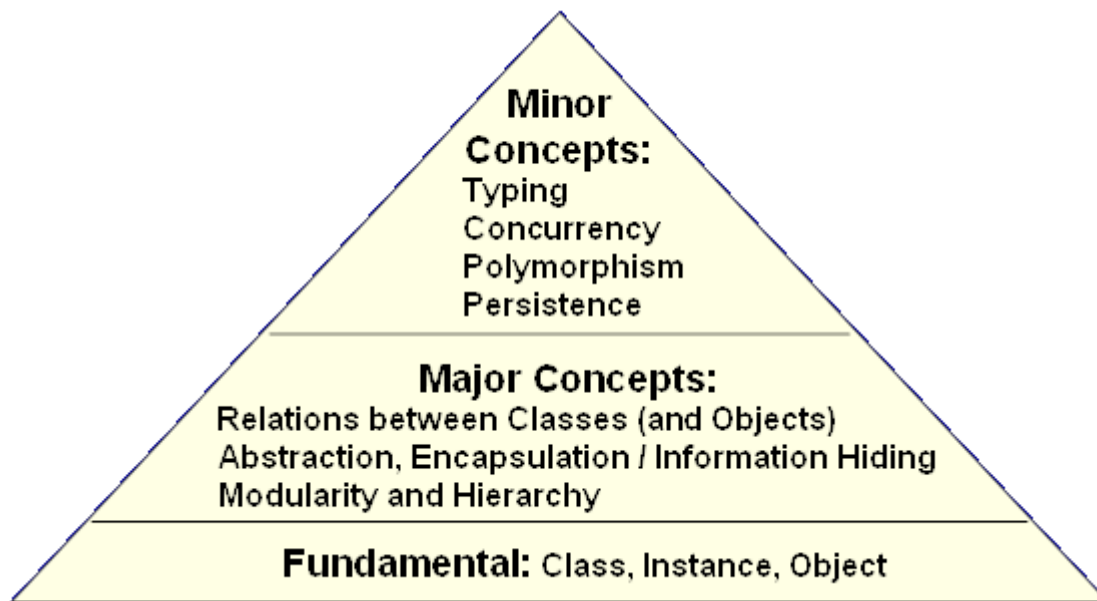 Minor
Concepts:
Typing
Concurrency
Polymorphism
Persistence
Major Concepts:
Relations between Classes (and Objects)
Abstraction, Encapsulation / Information Hiding
Modularity and Hierarchy
Fundamental: Class, Instance, Object